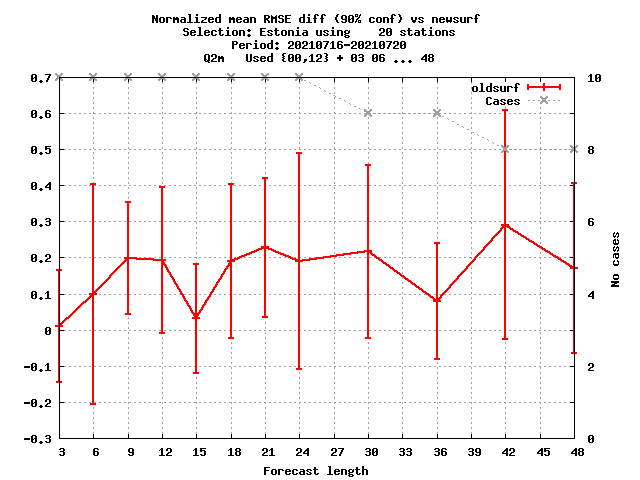 Normalized mean RMSE diff (90% conf) vs newsurf
Selection: Estonia using    20 stations
Period: 20210716-20210720
Q2m   Used {00,12} + 03 06 ... 48
oldsurf
Cases
0,7
0,6
0,5
0,4
0,3
0,2
0,1
0
-0,1
-0,2
-0,3
10
8
6
4
2
0
No cases
3 6 9 12 15 18 21 24 27 30 33 36 39 42 45 48
Forecast length